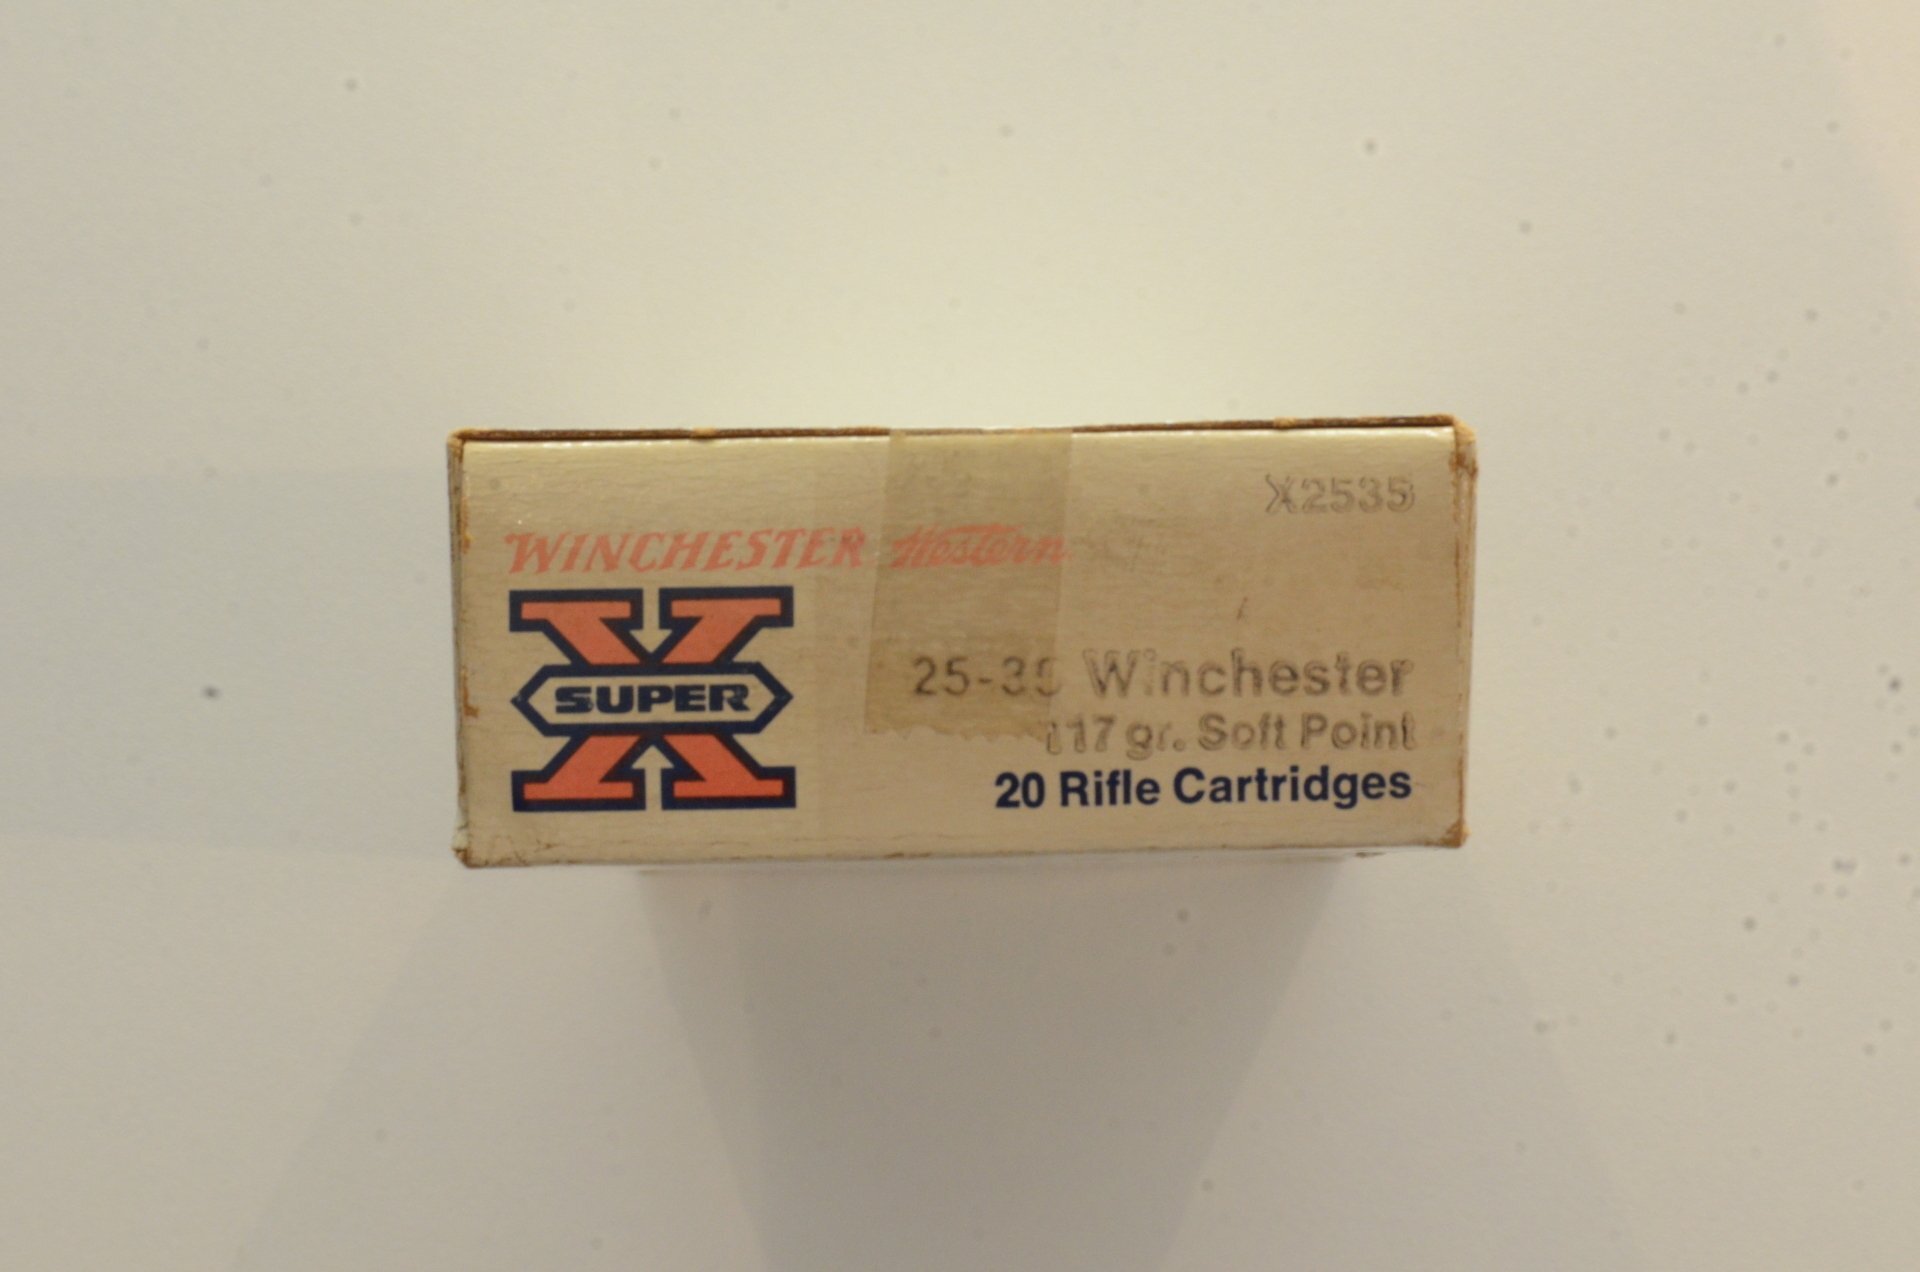 X2535
WINCHESTER Western
SUPER X
25-35 Winchester
117 gr. Soft Point
20 Rifle Cartridges